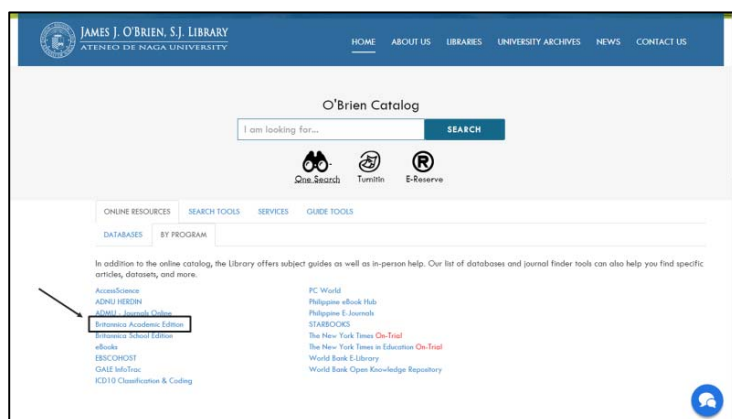 JAMES J. O'BRIEN, S.J. LIBRARY
ATENEO DE NAGA UNIVERSITY
HOME ABOUT US LIBRARIES UNIVERSITY ARCHIVES NEWS CONTACT US
O'Brien Catalog
I am looking for... SEARCH
One Search Turnitin E-Reserve
ONLINE RESOURCES SEARCH TOOLS SERVICES GUIDE TOOLS
DATABASES BY PROGRAM
In addition to the online catalog, the Library offers subject guides as well as in-person help. Our list of databases and journal finder tools can also help you find specific
articles, datasets, and more.
AccessScience
ADNU HERDIN
ADMU - Journals Online
Britannica Academic Edition
Britannica School Edition
eBooks
EBSCOHOST
GALE InfoTrac
ICD10 Classification & Coding
PC World
Philippine eBook Hub
Philippine E-Journals
STARBOOKS
The New York Times On-Trial
The New York Times in Education On-Trial
World Bank E-Library
World Bank Open Knowledge Repository